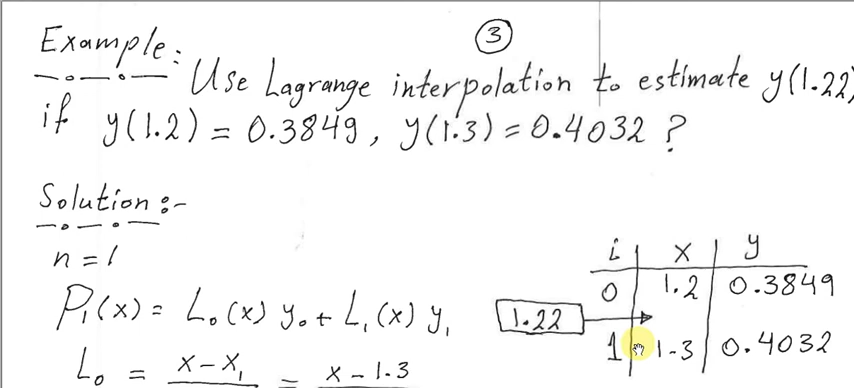 ③
Example:
Use Lagrange interpolation to estimate y(1.22)
if y(1.2) = 0.3849, y(1.3) = 0.4032 ?
Solution :-
n = 1
P₁(x) = L₀(x) y₀ + L₁(x) y₁
L₀ = x - x₁ = x - 1.3
i x y
0 1.2 0.3849
1.22
1 1-3 0.4032